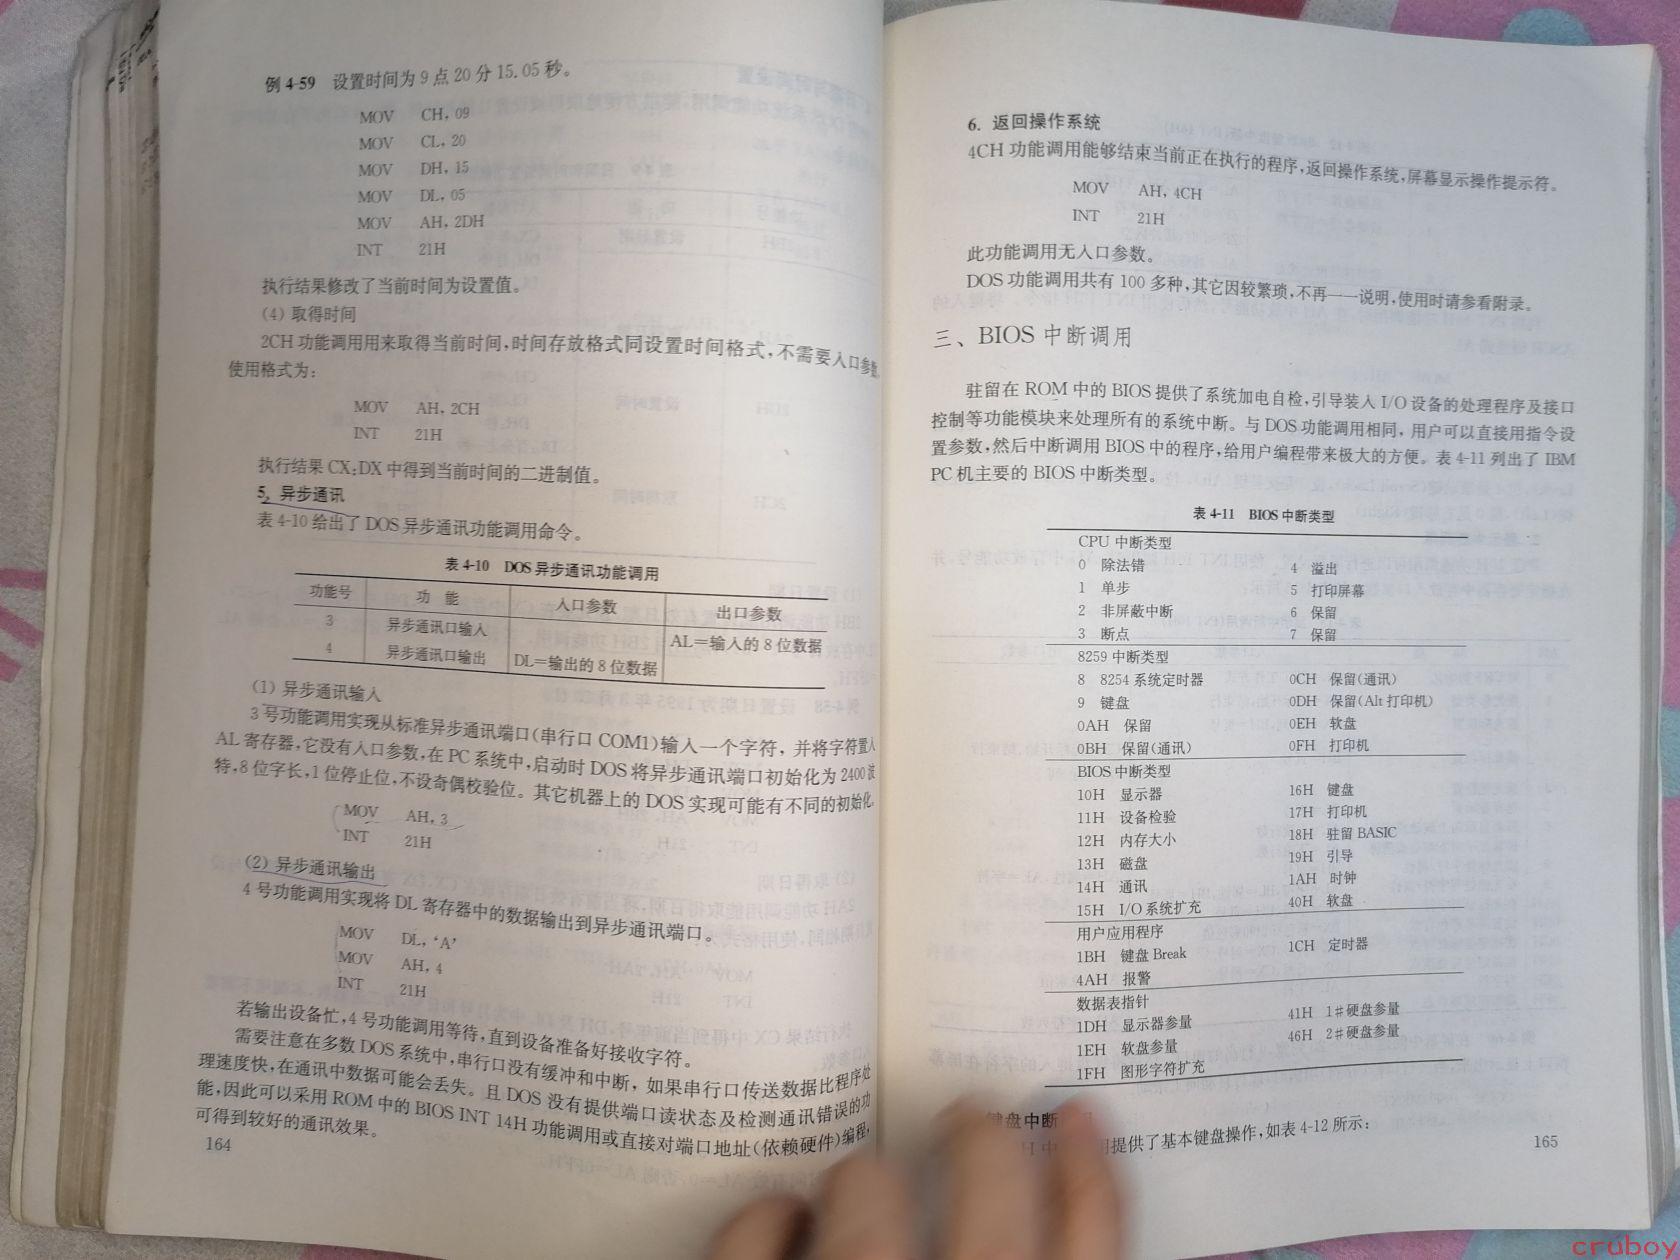 例 4-59 设置时间为 9 点 20 分 15.05 秒。
MOV CH, 09
MOV CL, 20
MOV DH, 15
MOV DL, 05
MOV AH, 2DH
INT 21H
执行结果修改了当前时间为设置值。
(4) 取得时间
2CH 功能调用用来取得当前时间,时间存放格式同设置时间格式,不需要入口参数,
使用格式为:
MOV AH, 2CH
INT 21H
执行结果 CX:DX 中得到当前时间的二进制值。
5. 异步通讯
表 4-10 给出了 DOS 异步通讯功能调用命令。
表 4-10 DOS 异步通讯功能调用
功能号 功 能 入口参数 出口参数
3 异步通讯口输入 AL=输入的 8 位数据
4 异步通讯口输出 DL=输出的 8 位数据
(1) 异步通讯输入
3 号功能调用实现从标准异步通讯端口(串行口 COM1)输入一个字符, 并将字符置入
AL 寄存器,它没有入口参数,在 PC 系统中,启动时 DOS 将异步通讯端口初始化为 2400 波
特,8 位字长,1 位停止位,不设奇偶校验位。其它机器上的 DOS 实现可能有不同的初始化。
MOV AH, 3
INT 21H
(2) 异步通讯输出
4 号功能调用实现将 DL 寄存器中的数据输出到异步通讯端口。
MOV DL, ‘A’
MOV AH, 4
INT 21H
若输出设备忙,4 号功能调用等待,直到设备准备好接收字符。
需要注意在多数 DOS 系统中,串行口没有缓冲和中断, 如果串行口传送数据比程序处
理速度快,在通讯中数据可能会丢失。且 DOS 没有提供端口读状态及检测通讯错误的功
能,因此可以采用 ROM 中的 BIOS INT 14H 功能调用或直接对端口地址(依赖硬件)编程,
可得到较好的通讯效果。
164
6. 返回操作系统
4CH 功能调用能够结束当前正在执行的程序,返回操作系统,屏幕显示操作提示符。
MOV AH, 4CH
INT 21H
此功能调用无入口参数。
DOS 功能调用共有 100 多种,其它因较繁琐,不再一一说明,使用时请参看附录。
三、BIOS 中断调用
驻留在 ROM 中的 BIOS 提供了系统加电自检,引导装入 I/O 设备的处理程序及接口
控制等功能模块来处理所有的系统中断。与 DOS 功能调用相同, 用户可以直接用指令设
置参数,然后中断调用 BIOS 中的程序,给用户编程带来极大的方便。表 4-11 列出了 IBM
PC 机主要的 BIOS 中断类型。
表 4-11 BIOS 中断类型
CPU 中断类型
0 除法错 4 溢出
1 单步 5 打印屏幕
2 非屏蔽中断 6 保留
3 断点 7 保留
8259 中断类型
8 8254 系统定时器 0CH 保留(通讯)
9 键盘 0DH 保留(Alt 打印机)
0AH 保留 0EH 软盘
0BH 保留(通讯) 0FH 打印机
BIOS 中断类型
10H 显示器 16H 键盘
11H 设备检验 17H 打印机
12H 内存大小 18H 驻留 BASIC
13H 磁盘 19H 引导
14H 通讯 1AH 时钟
15H I/O 系统扩充 40H 软盘
用户应用程序
1BH 键盘 Break 1CH 定时器
4AH 报警
数据表指针
1DH 显示器参量 41H 1#硬盘参量
1EH 软盘参量 46H 2#硬盘参量
1FH 图形字符扩充
键盘中断
H 中 用提供了基本键盘操作,如表 4-12 所示:
165
cruboy